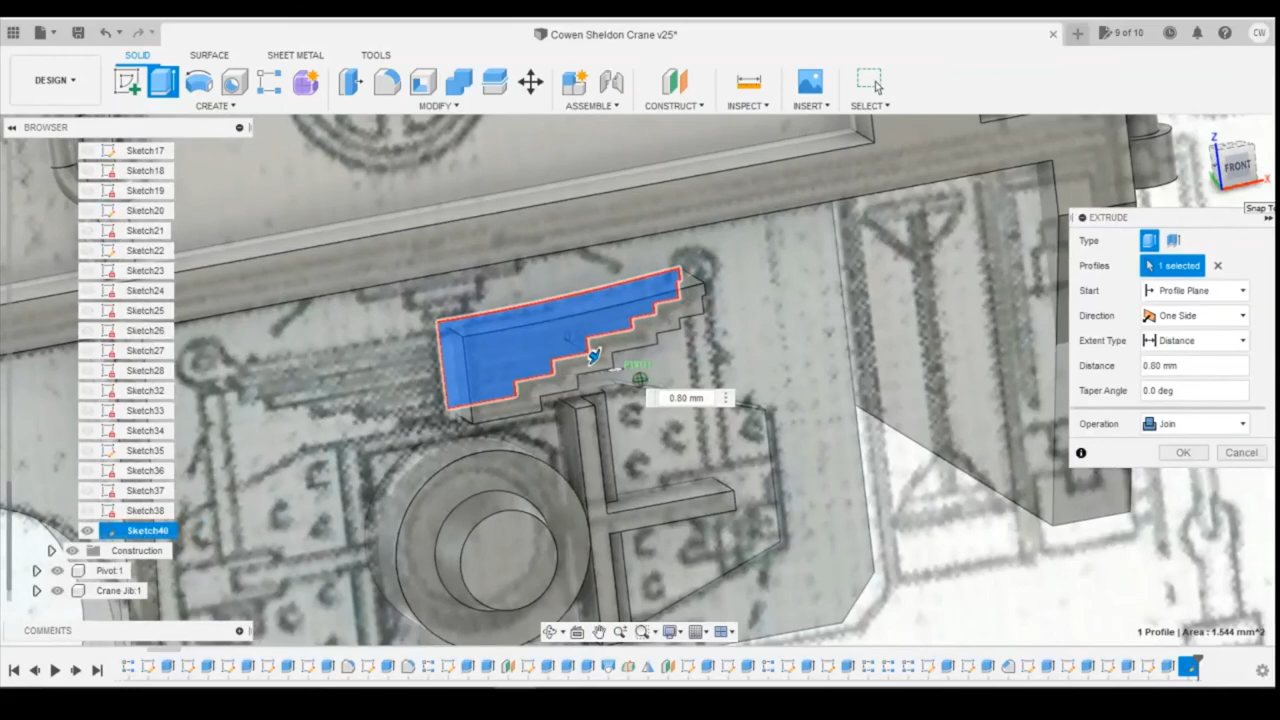 Cowen Sheldon Crane v25*
9 of 10
CW
DESIGN
SOLID
SURFACE
SHEET METAL
TOOLS
CREATE
MODIFY
ASSEMBLE
CONSTRUCT
INSPECT
INSERT
SELECT
BROWSER
Sketch17
Sketch18
Sketch19
Sketch20
Sketch21
Sketch22
Sketch23
Sketch24
Sketch25
Sketch26
Sketch27
Sketch28
Sketch32
Sketch33
Sketch34
Sketch35
Sketch36
Sketch37
Sketch38
Sketch40
Construction
Pivot:1
Crane Jib:1
COMMENTS
PIVOT
0.80 mm
Z
FRONT
X
Snap T
EXTRUDE
Type
Profiles 1 selected
Start Profile Plane
Direction One Side
Extent Type Distance
Distance 0.80 mm
Taper Angle 0.0 deg
Operation Join
OK Cancel
1 Profile | Area : 1.544 mm^2